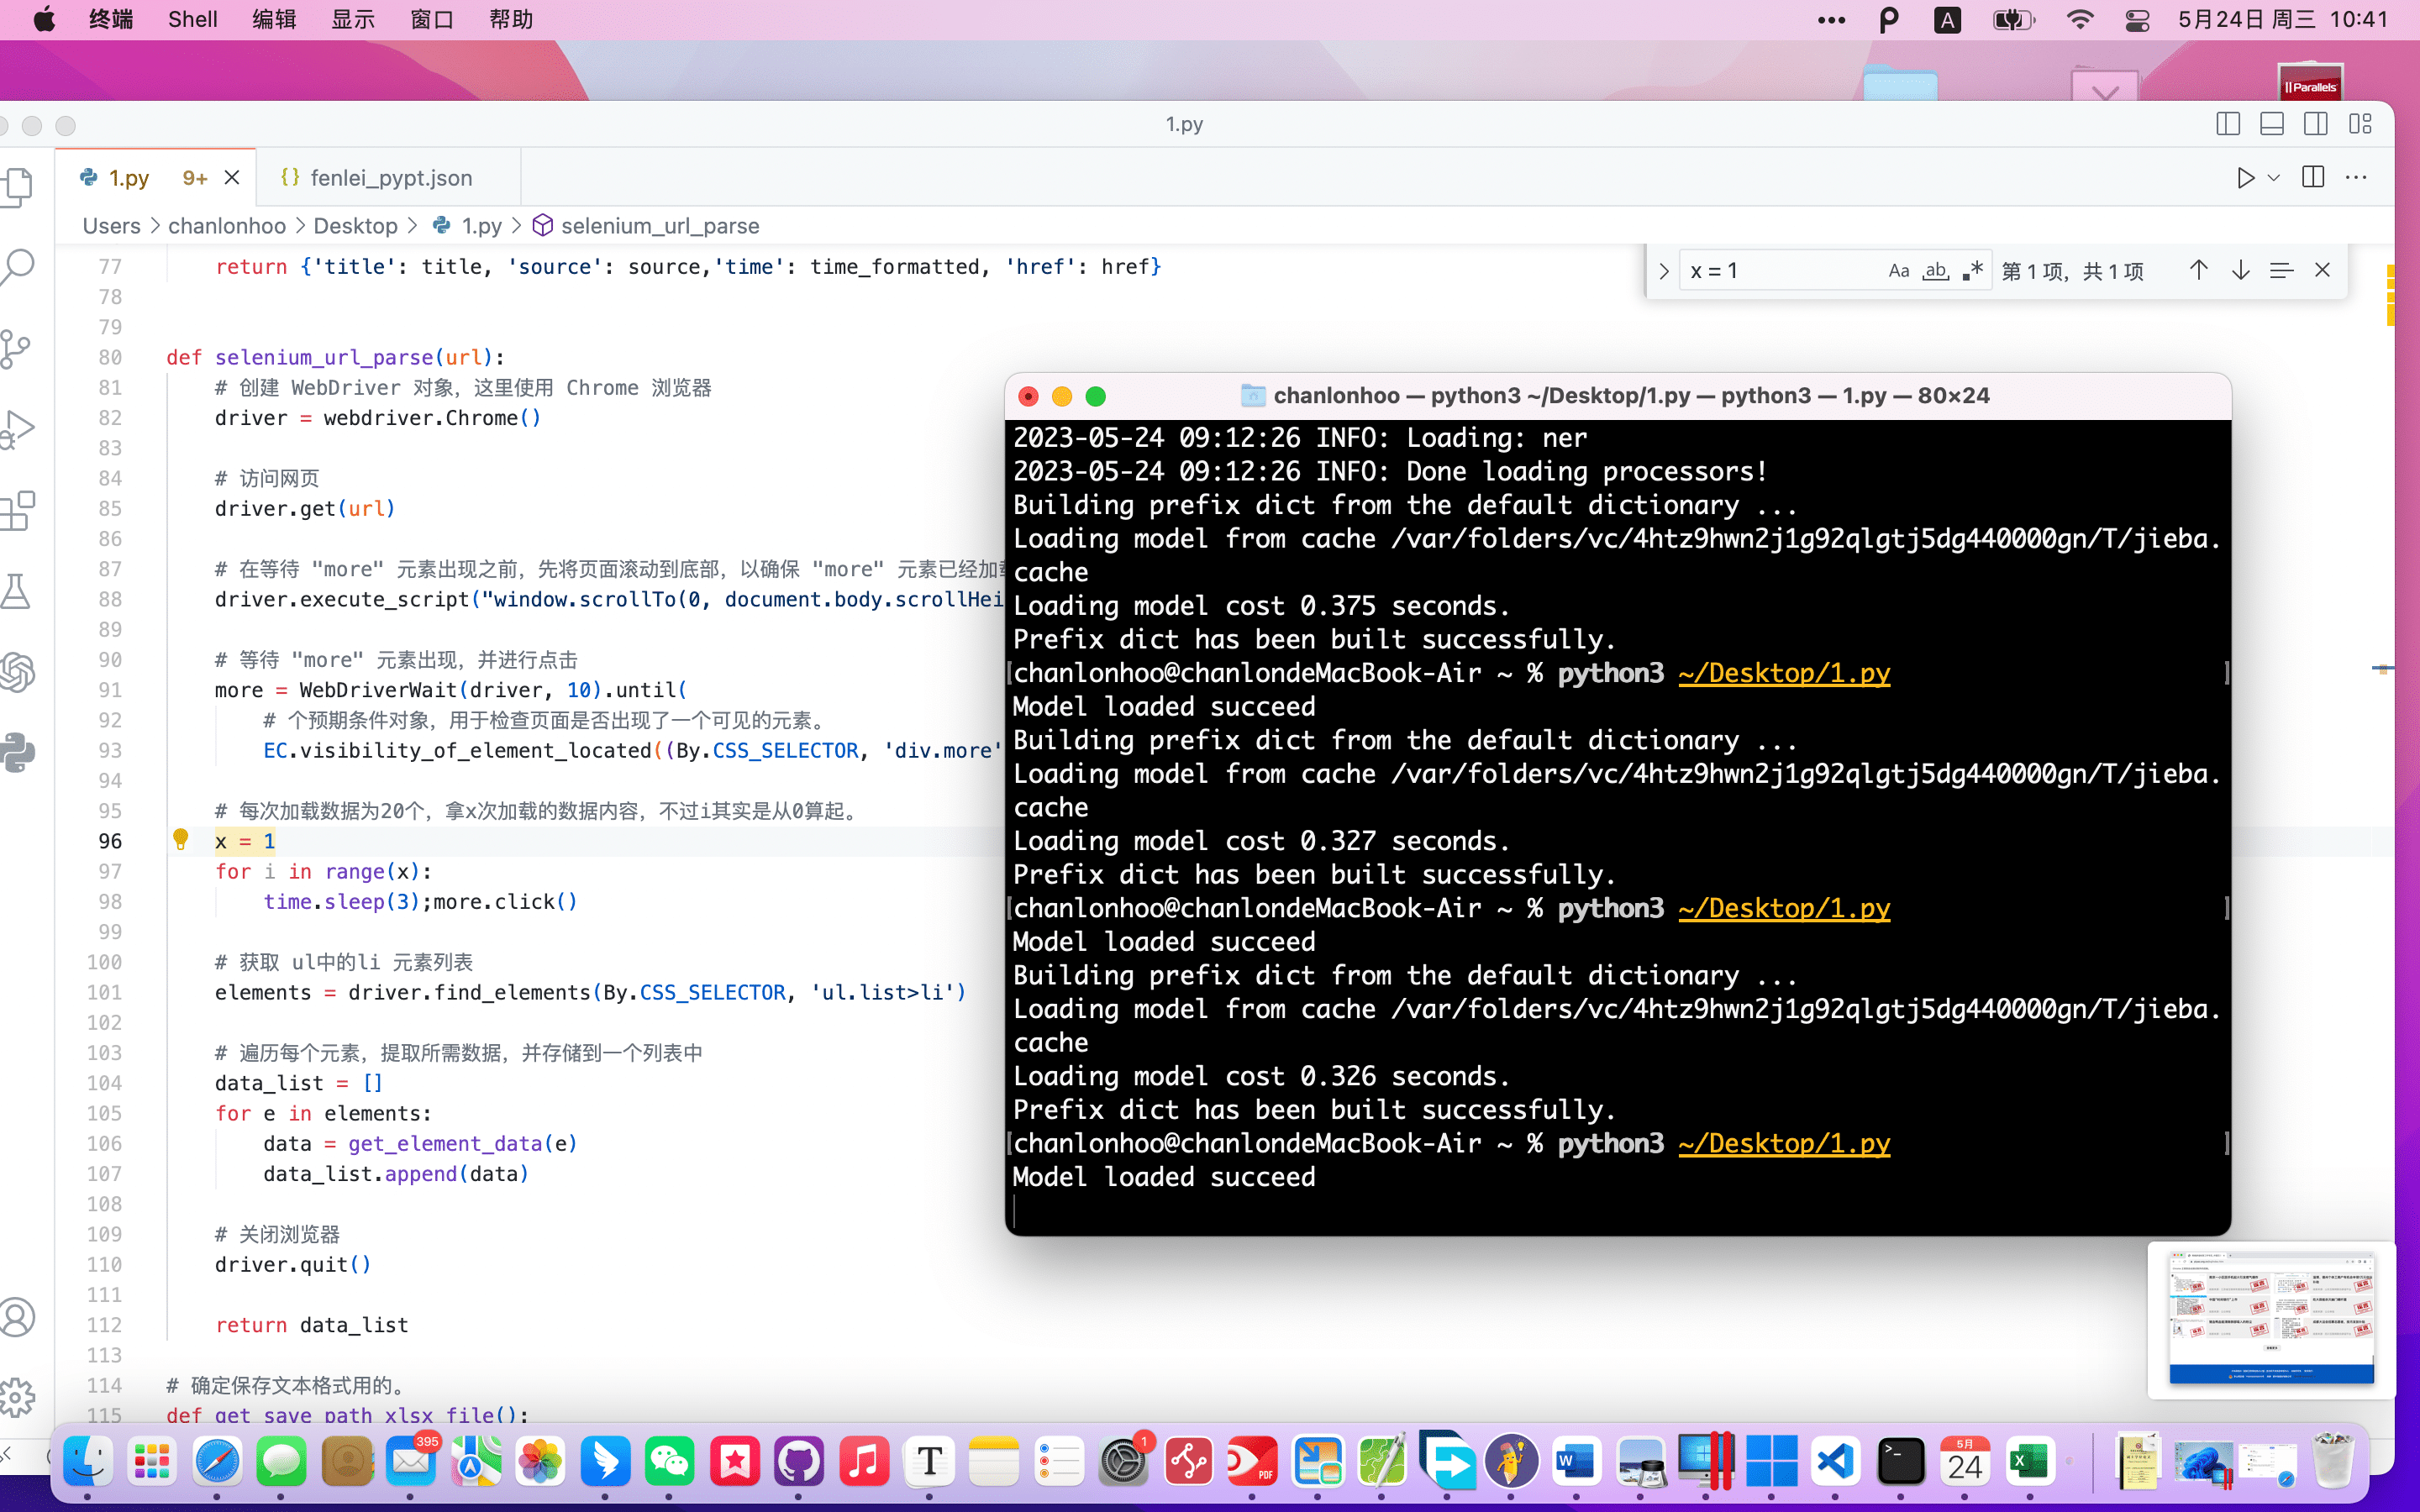 终端 Shell 编辑 显示 窗口 帮助
A 5月24日 周三 10:41
Parallels
1.py
1.py 9+
{} fenlei_pypt.json
Users > chanlonhoo > Desktop > 1.py > selenium_url_parse
x = 1 Aa ab .* 第 1 项，共 1 项
77 return {'title': title, 'source': source,'time': time_formatted, 'href': href}
78
79
80 def selenium_url_parse(url):
81 # 创建 WebDriver 对象，这里使用 Chrome 浏览器
82 driver = webdriver.Chrome()
83
84 # 访问网页
85 driver.get(url)
86
87 # 在等待 "more" 元素出现之前，先将页面滚动到底部，以确保 "more" 元素已经加
88 driver.execute_script("window.scrollTo(0, document.body.scrollHei
89
90 # 等待 "more" 元素出现，并进行点击
91 more = WebDriverWait(driver, 10).until(
92 # 个预期条件对象，用于检查页面是否出现了一个可见的元素。
93 EC.visibility_of_element_located((By.CSS_SELECTOR, 'div.more'
94
95 # 每次加载数据为20个，拿x次加载的数据内容，不过i其实是从0算起。
96 x = 1
97 for i in range(x):
98 time.sleep(3);more.click()
99
100 # 获取 ul中的li 元素列表
101 elements = driver.find_elements(By.CSS_SELECTOR, 'ul.list>li')
102
103 # 遍历每个元素，提取所需数据，并存储到一个列表中
104 data_list = []
105 for e in elements:
106 data = get_element_data(e)
107 data_list.append(data)
108
109 # 关闭浏览器
110 driver.quit()
111
112 return data_list
113
114 # 确定保存文本格式用的。
115 def get_save_path_xlsx_file():
chanlonhoo — python3 ~/Desktop/1.py — python3 — 1.py — 80×24
2023-05-24 09:12:26 INFO: Loading: ner
2023-05-24 09:12:26 INFO: Done loading processors!
Building prefix dict from the default dictionary ...
Loading model from cache /var/folders/vc/4htz9hwn2j1g92qlgtj5dg440000gn/T/jieba.
cache
Loading model cost 0.375 seconds.
Prefix dict has been built successfully.
[chanlonhoo@chanlondeMacBook-Air ~ % python3 ~/Desktop/1.py ]
Model loaded succeed
Building prefix dict from the default dictionary ...
Loading model from cache /var/folders/vc/4htz9hwn2j1g92qlgtj5dg440000gn/T/jieba.
cache
Loading model cost 0.327 seconds.
Prefix dict has been built successfully.
[chanlonhoo@chanlondeMacBook-Air ~ % python3 ~/Desktop/1.py ]
Model loaded succeed
Building prefix dict from the default dictionary ...
Loading model from cache /var/folders/vc/4htz9hwn2j1g92qlgtj5dg440000gn/T/jieba.
cache
Loading model cost 0.326 seconds.
Prefix dict has been built successfully.
[chanlonhoo@chanlondeMacBook-Air ~ % python3 ~/Desktop/1.py ]
Model loaded succeed
395
T
1
PDF
W
>_
5月
24
X